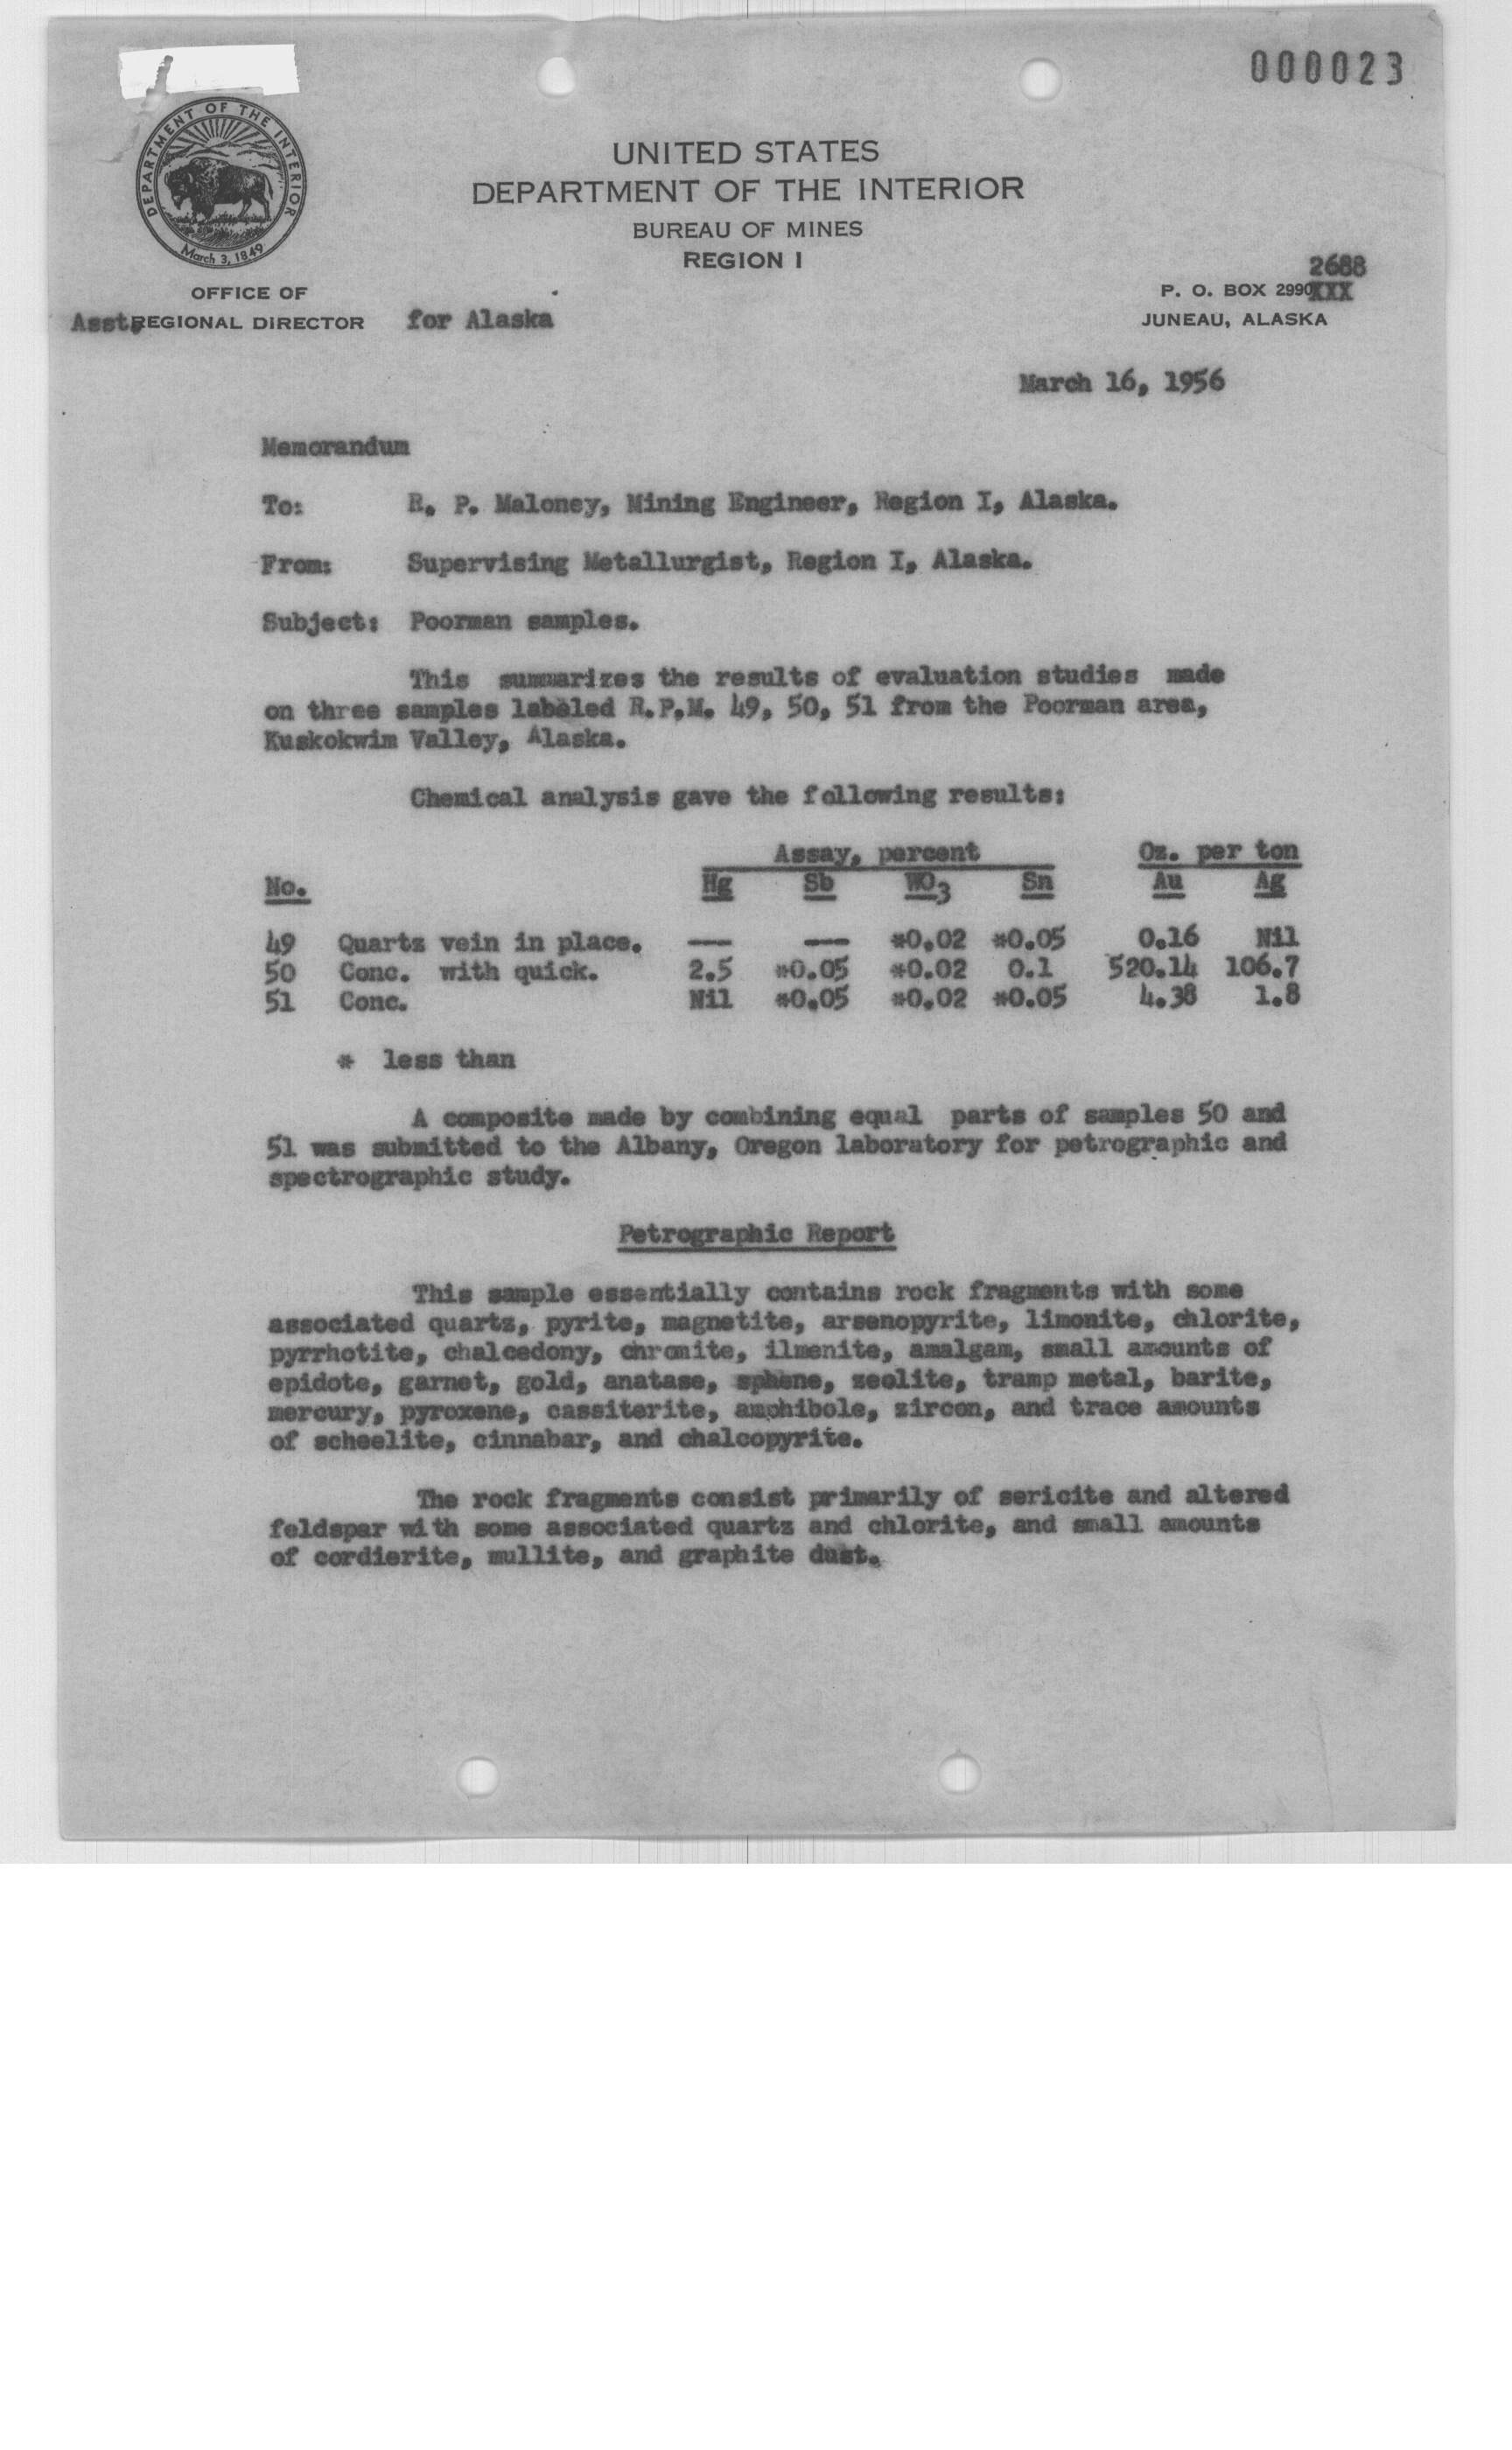 000023
DEPARTMENT OF THE INTERIOR
March 3, 1849
UNITED STATES
DEPARTMENT OF THE INTERIOR
BUREAU OF MINES
REGION I
OFFICE OF
Asst. REGIONAL DIRECTOR for Alaska
2688
P. O. BOX 2990 XXX
JUNEAU, ALASKA
March 16, 1956
Memorandum
To: R. P. Maloney, Mining Engineer, Region I, Alaska.
From: Supervising Metallurgist, Region I, Alaska.
Subject: Poorman samples.
This summarizes the results of evaluation studies made
on three samples labeled R.P.M. 49, 50, 51 from the Poorman area,
Kuskokwim Valley, Alaska.
Chemical analysis gave the following results:
Assay, percent Oz. per ton
No. Hg Sb WO3 Sn Au Ag
49 Quartz vein in place. --- --- *0.02 *0.05 0.16 Nil
50 Conc. with quick. 2.5 *0.05 *0.02 0.1 520.14 106.7
51 Conc. Nil *0.05 *0.02 *0.05 4.38 1.8
* less than
A composite made by combining equal parts of samples 50 and
51 was submitted to the Albany, Oregon laboratory for petrographic and
spectrographic study.
Petrographic Report
This sample essentially contains rock fragments with some
associated quartz, pyrite, magnetite, arsenopyrite, limonite, chlorite,
pyrrhotite, chalcedony, chromite, ilmenite, amalgam, small amounts of
epidote, garnet, gold, anatase, sphene, zeolite, tramp metal, barite,
mercury, pyroxene, cassiterite, amphibole, zircon, and trace amounts
of scheelite, cinnabar, and chalcopyrite.
The rock fragments consist primarily of sericite and altered
feldspar with some associated quartz and chlorite, and small amounts
of cordierite, mullite, and graphite dust.